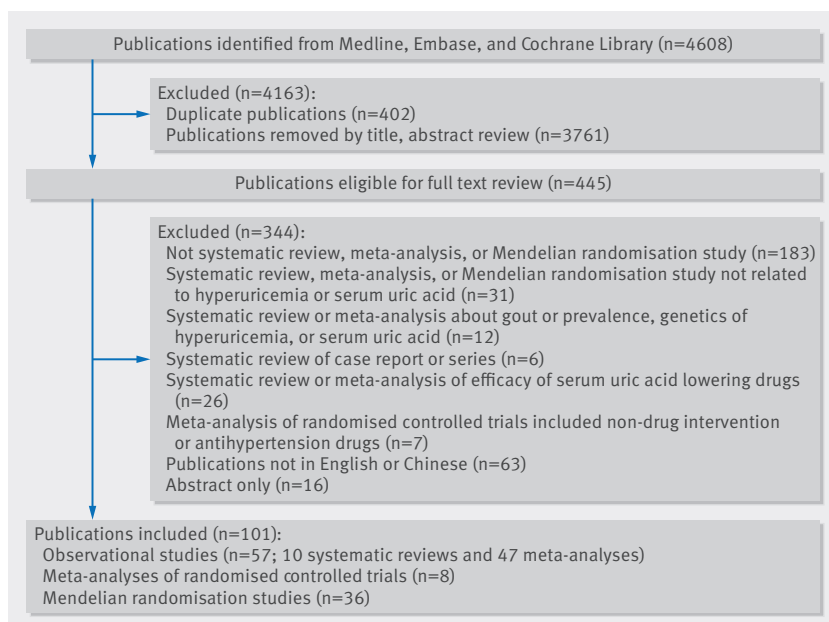 Publications identified from Medline, Embase, and Cochrane Library (n=4608)
Excluded (n=4163):
Duplicate publications (n=402)
Publications removed by title, abstract review (n=3761)
Publications eligible for full text review (n=445)
Excluded (n=344):
Not systematic review, meta-analysis, or Mendelian randomisation study (n=183)
Systematic review, meta-analysis, or Mendelian randomisation study not related
to hyperuricemia or serum uric acid (n=31)
Systematic review or meta-analysis about gout or prevalence, genetics of
hyperuricemia, or serum uric acid (n=12)
Systematic review of case report or series (n=6)
Systematic review or meta-analysis of efficacy of serum uric acid lowering drugs
(n=26)
Meta-analysis of randomised controlled trials included non-drug intervention
or antihypertension drugs (n=7)
Publications not in English or Chinese (n=63)
Abstract only (n=16)
Publications included (n=101):
Observational studies (n=57; 10 systematic reviews and 47 meta-analyses)
Meta-analyses of randomised controlled trials (n=8)
Mendelian randomisation studies (n=36)